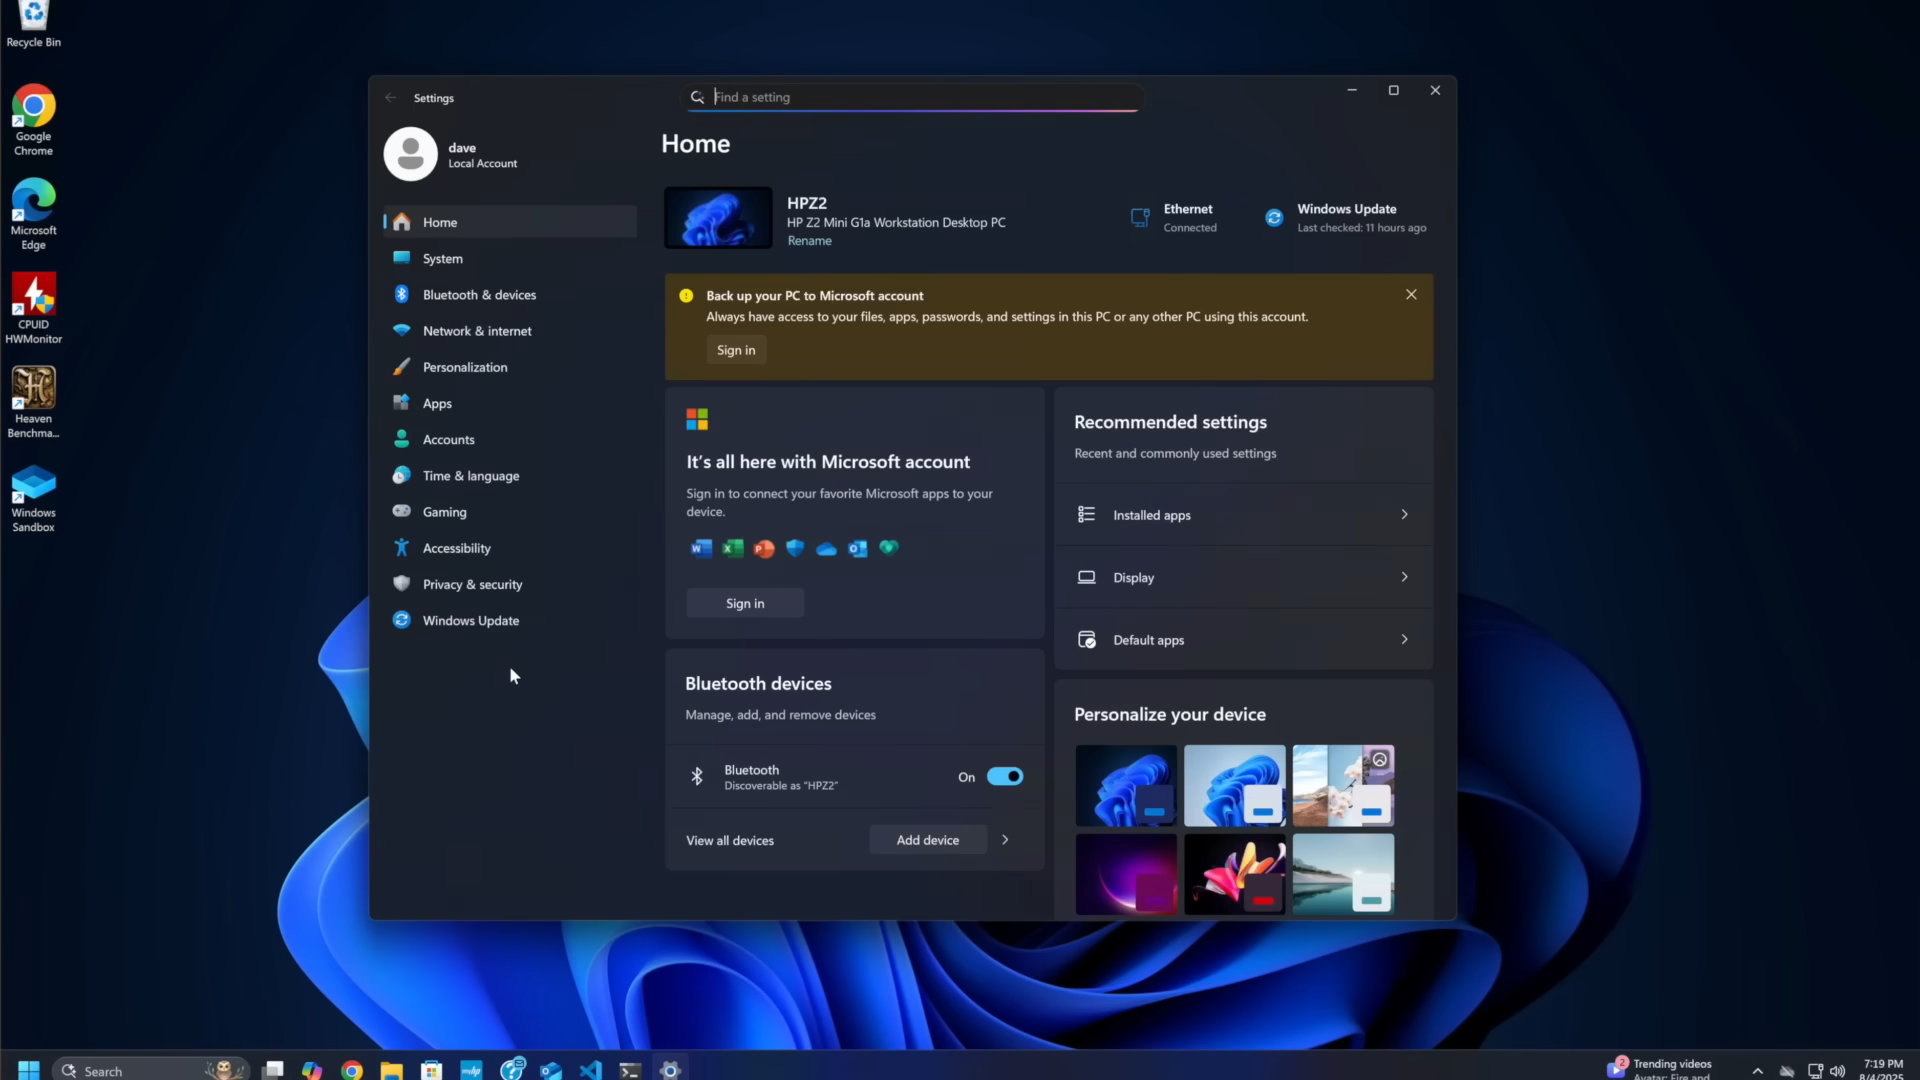 Recycle Bin
Google
Chrome
Microsoft
Edge
CPUID
HWMonitor
Heaven
Benchma...
Windows
Sandbox
Settings
Find a setting
dave
Local Account
Home
System
Bluetooth & devices
Network & internet
Personalization
Apps
Accounts
Time & language
Gaming
Accessibility
Privacy & security
Windows Update
Home
HPZ2
HP Z2 Mini G1a Workstation Desktop PC
Rename
Ethernet
Connected
Windows Update
Last checked: 11 hours ago
Back up your PC to Microsoft account
Always have access to your files, apps, passwords, and settings in this PC or any other PC using this account.
Sign in
It's all here with Microsoft account
Sign in to connect your favorite Microsoft apps to your
device.
Sign in
Recommended settings
Recent and commonly used settings
Installed apps
Display
Default apps
Bluetooth devices
Manage, add, and remove devices
Bluetooth
Discoverable as "HPZ2"
On
View all devices
Add device
Personalize your device
Search
2
Trending videos
Avatar: Fire and
7:19 PM
8/4/2025